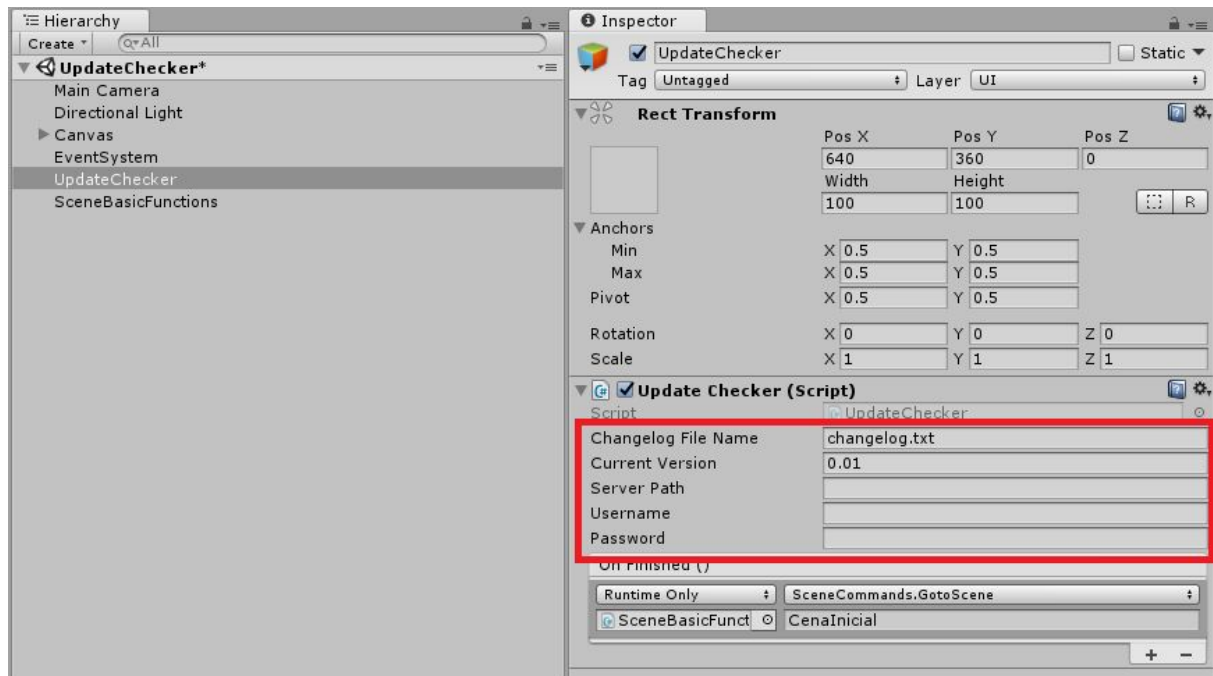 Hierarchy
Create
All
UpdateChecker*
Main Camera
Directional Light
Canvas
EventSystem
UpdateChecker
SceneBasicFunctions
Inspector
UpdateChecker
Static
Tag Untagged Layer UI
Rect Transform
Pos X Pos Y Pos Z
640 360 0
Width Height
100 100
R
Anchors
Min X 0.5 Y 0.5
Max X 0.5 Y 0.5
Pivot X 0.5 Y 0.5
Rotation X 0 Y 0 Z 0
Scale X 1 Y 1 Z 1
C# Update Checker (Script)
Script UpdateChecker
Changelog File Name changelog.txt
Current Version 0.01
Server Path
Username
Password
On Finished ()
Runtime Only SceneCommands.GotoScene
SceneBasicFunct CenaInicial
+ −